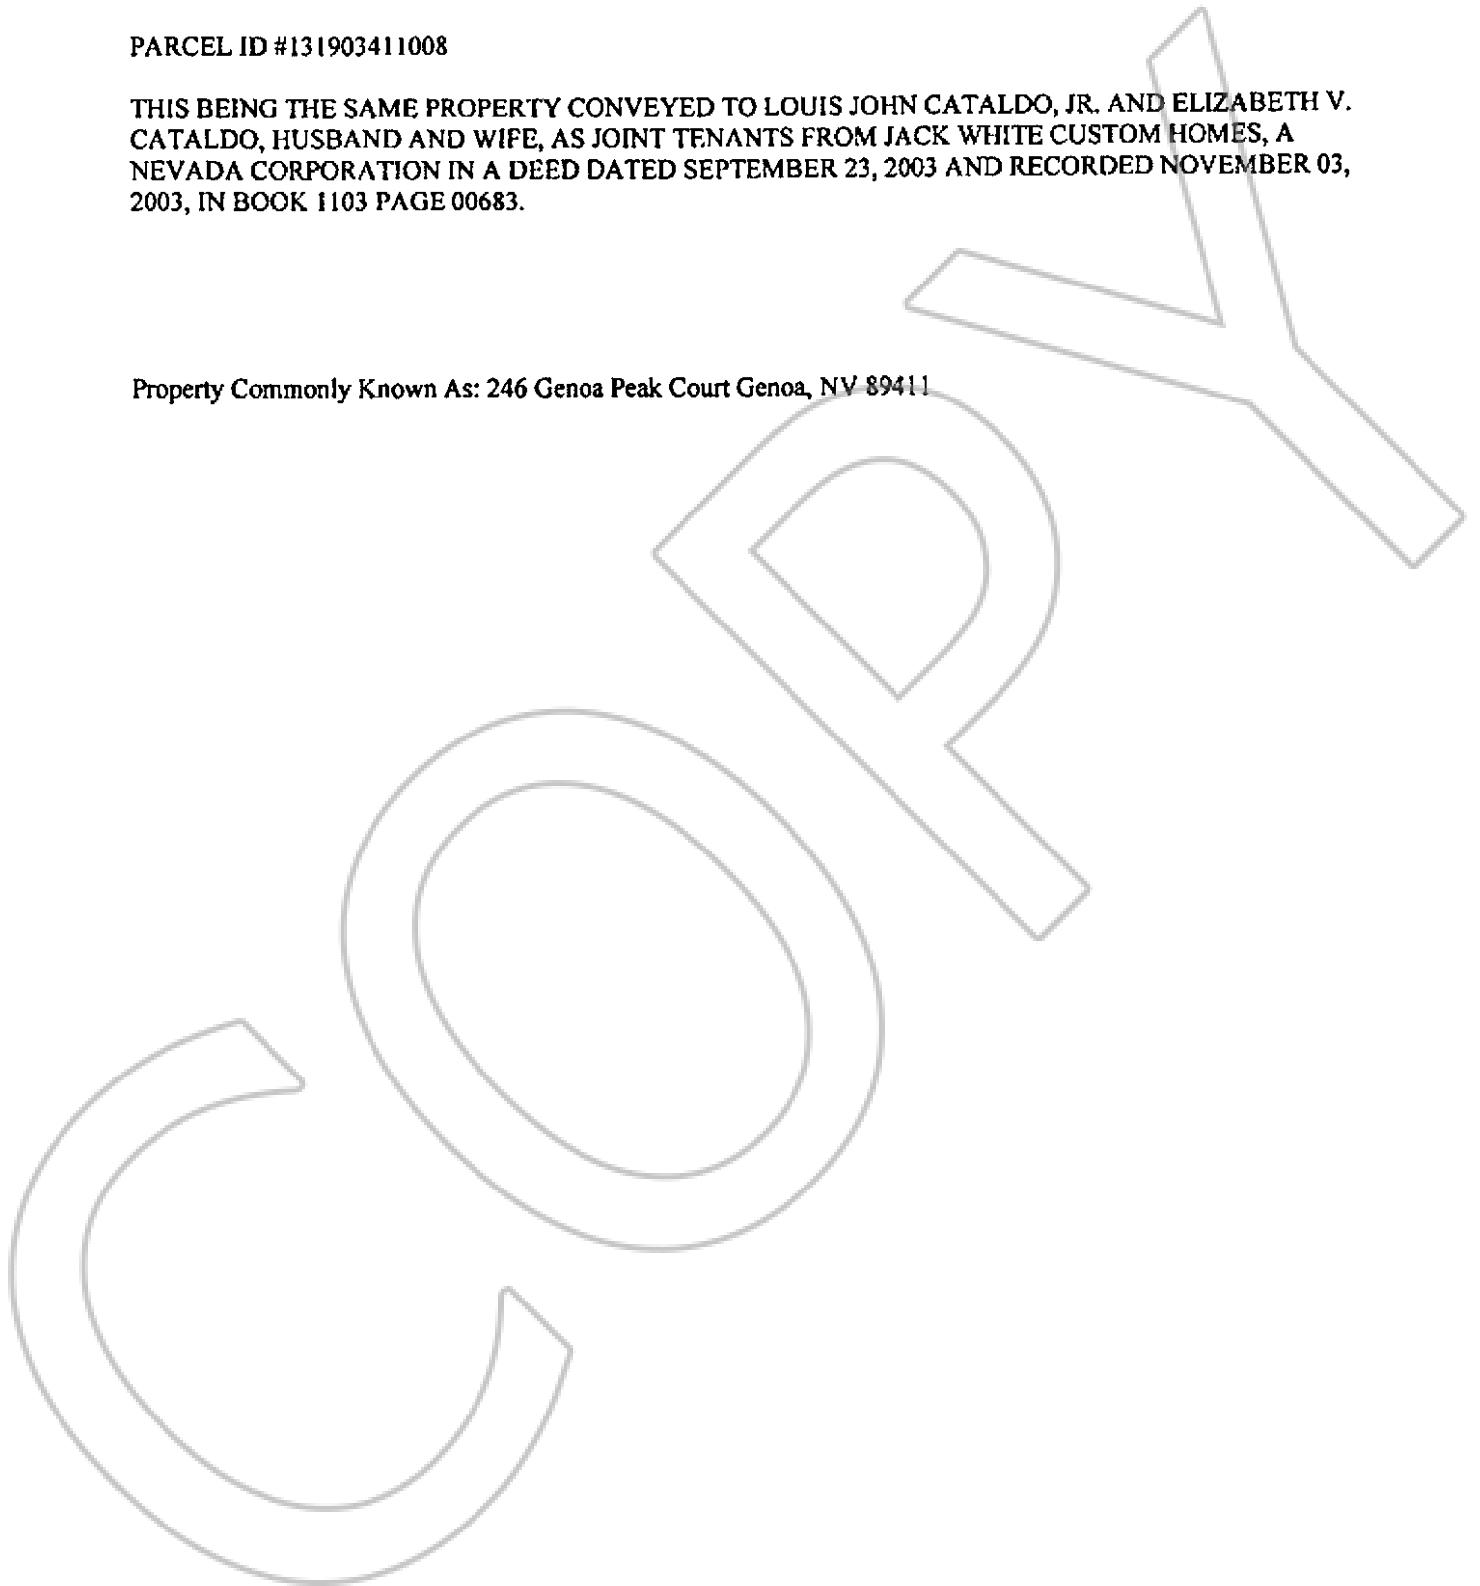 PARCEL ID #131903411008
THIS BEING THE SAME PROPERTY CONVEYED TO LOUIS JOHN CATALDO, JR. AND ELIZABETH V.
CATALDO, HUSBAND AND WIFE, AS JOINT TENANTS FROM JACK WHITE CUSTOM HOMES, A
NEVADA CORPORATION IN A DEED DATED SEPTEMBER 23, 2003 AND RECORDED NOVEMBER 03,
2003, IN BOOK 1103 PAGE 00683.
Property Commonly Known As: 246 Genoa Peak Court Genoa, NV 89411
COPY